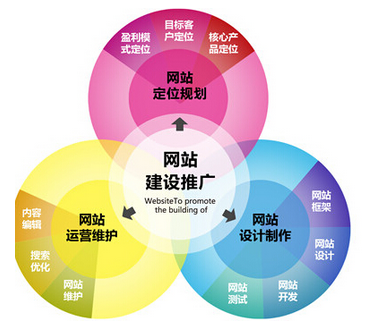 盈利模
式定位
目标客
户定位
核心产
品定位
网站
定位规划
网站
建设推广
WebsiteTo promote
the building of
内容
编辑
搜索
优化
网站
维护
网站
运营维护
网站
设计制作
网站
框架
网站
设计
网站
开发
网站
测试